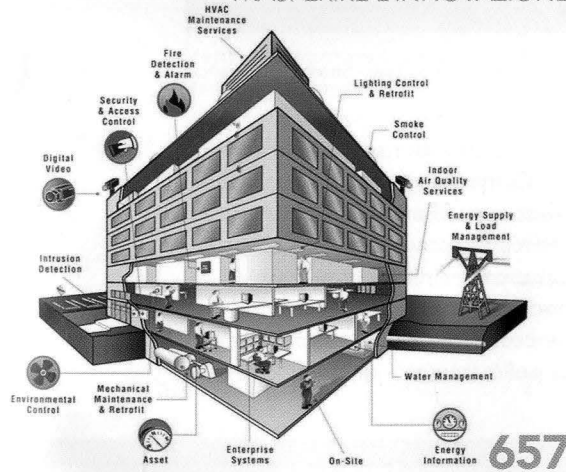 HVAC
Maintenance
Services
Fire
Detection
& Alarm
Lighting Control
& Retrofit
Security
& Access
Control
Smoke
Control
Digital
Video
Indoor
Air Quality
Services
Energy Supply
& Load
Management
Intrusion
Detection
Water Management
Environmental
Control
Mechanical
Maintenance
& Retrofit
Asset
Enterprise
Systems
On-Site
Energy
Information
657